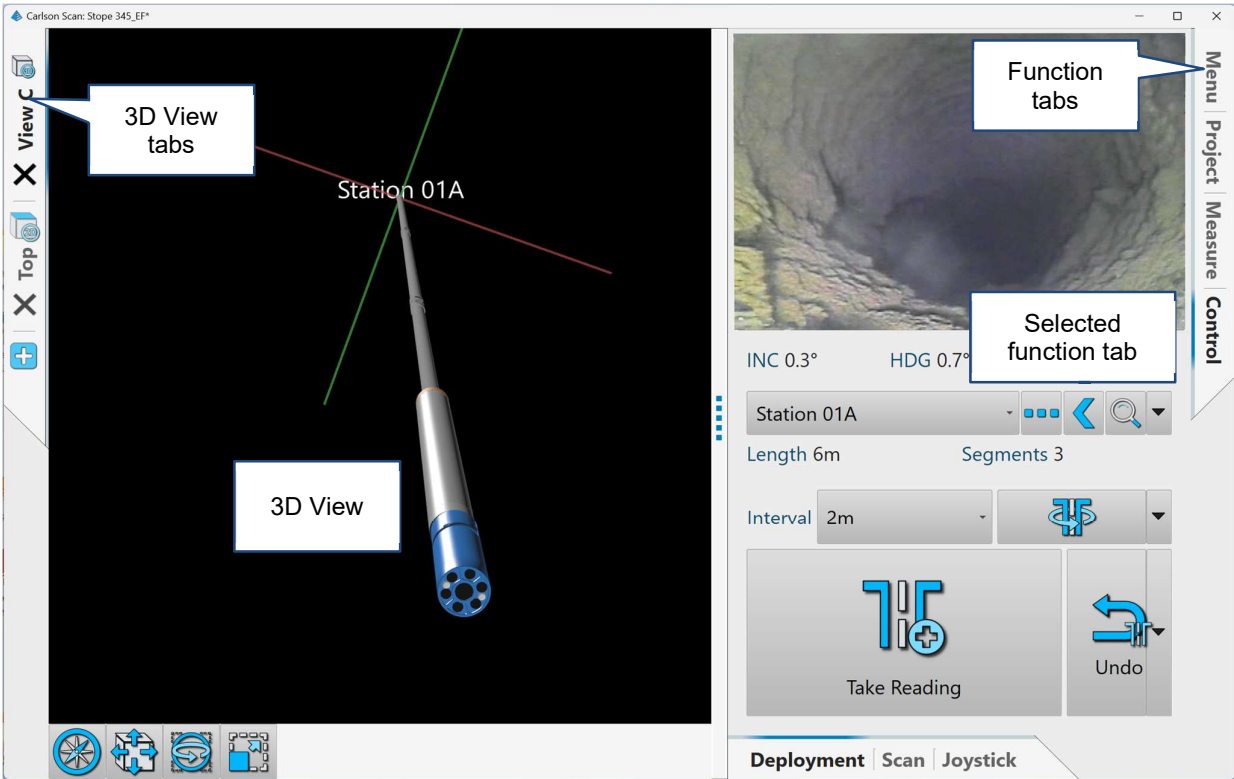 Carlson Scan: Stope 345_EF*
View C
Top
3D View
tabs
Station 01A
3D View
Function
tabs
Menu
Project
Measure
Control
Selected
function tab
INC 0.3° HDG 0.7°
Station 01A
Length 6m Segments 3
Interval 2m
Take Reading
Undo
Deployment Scan Joystick